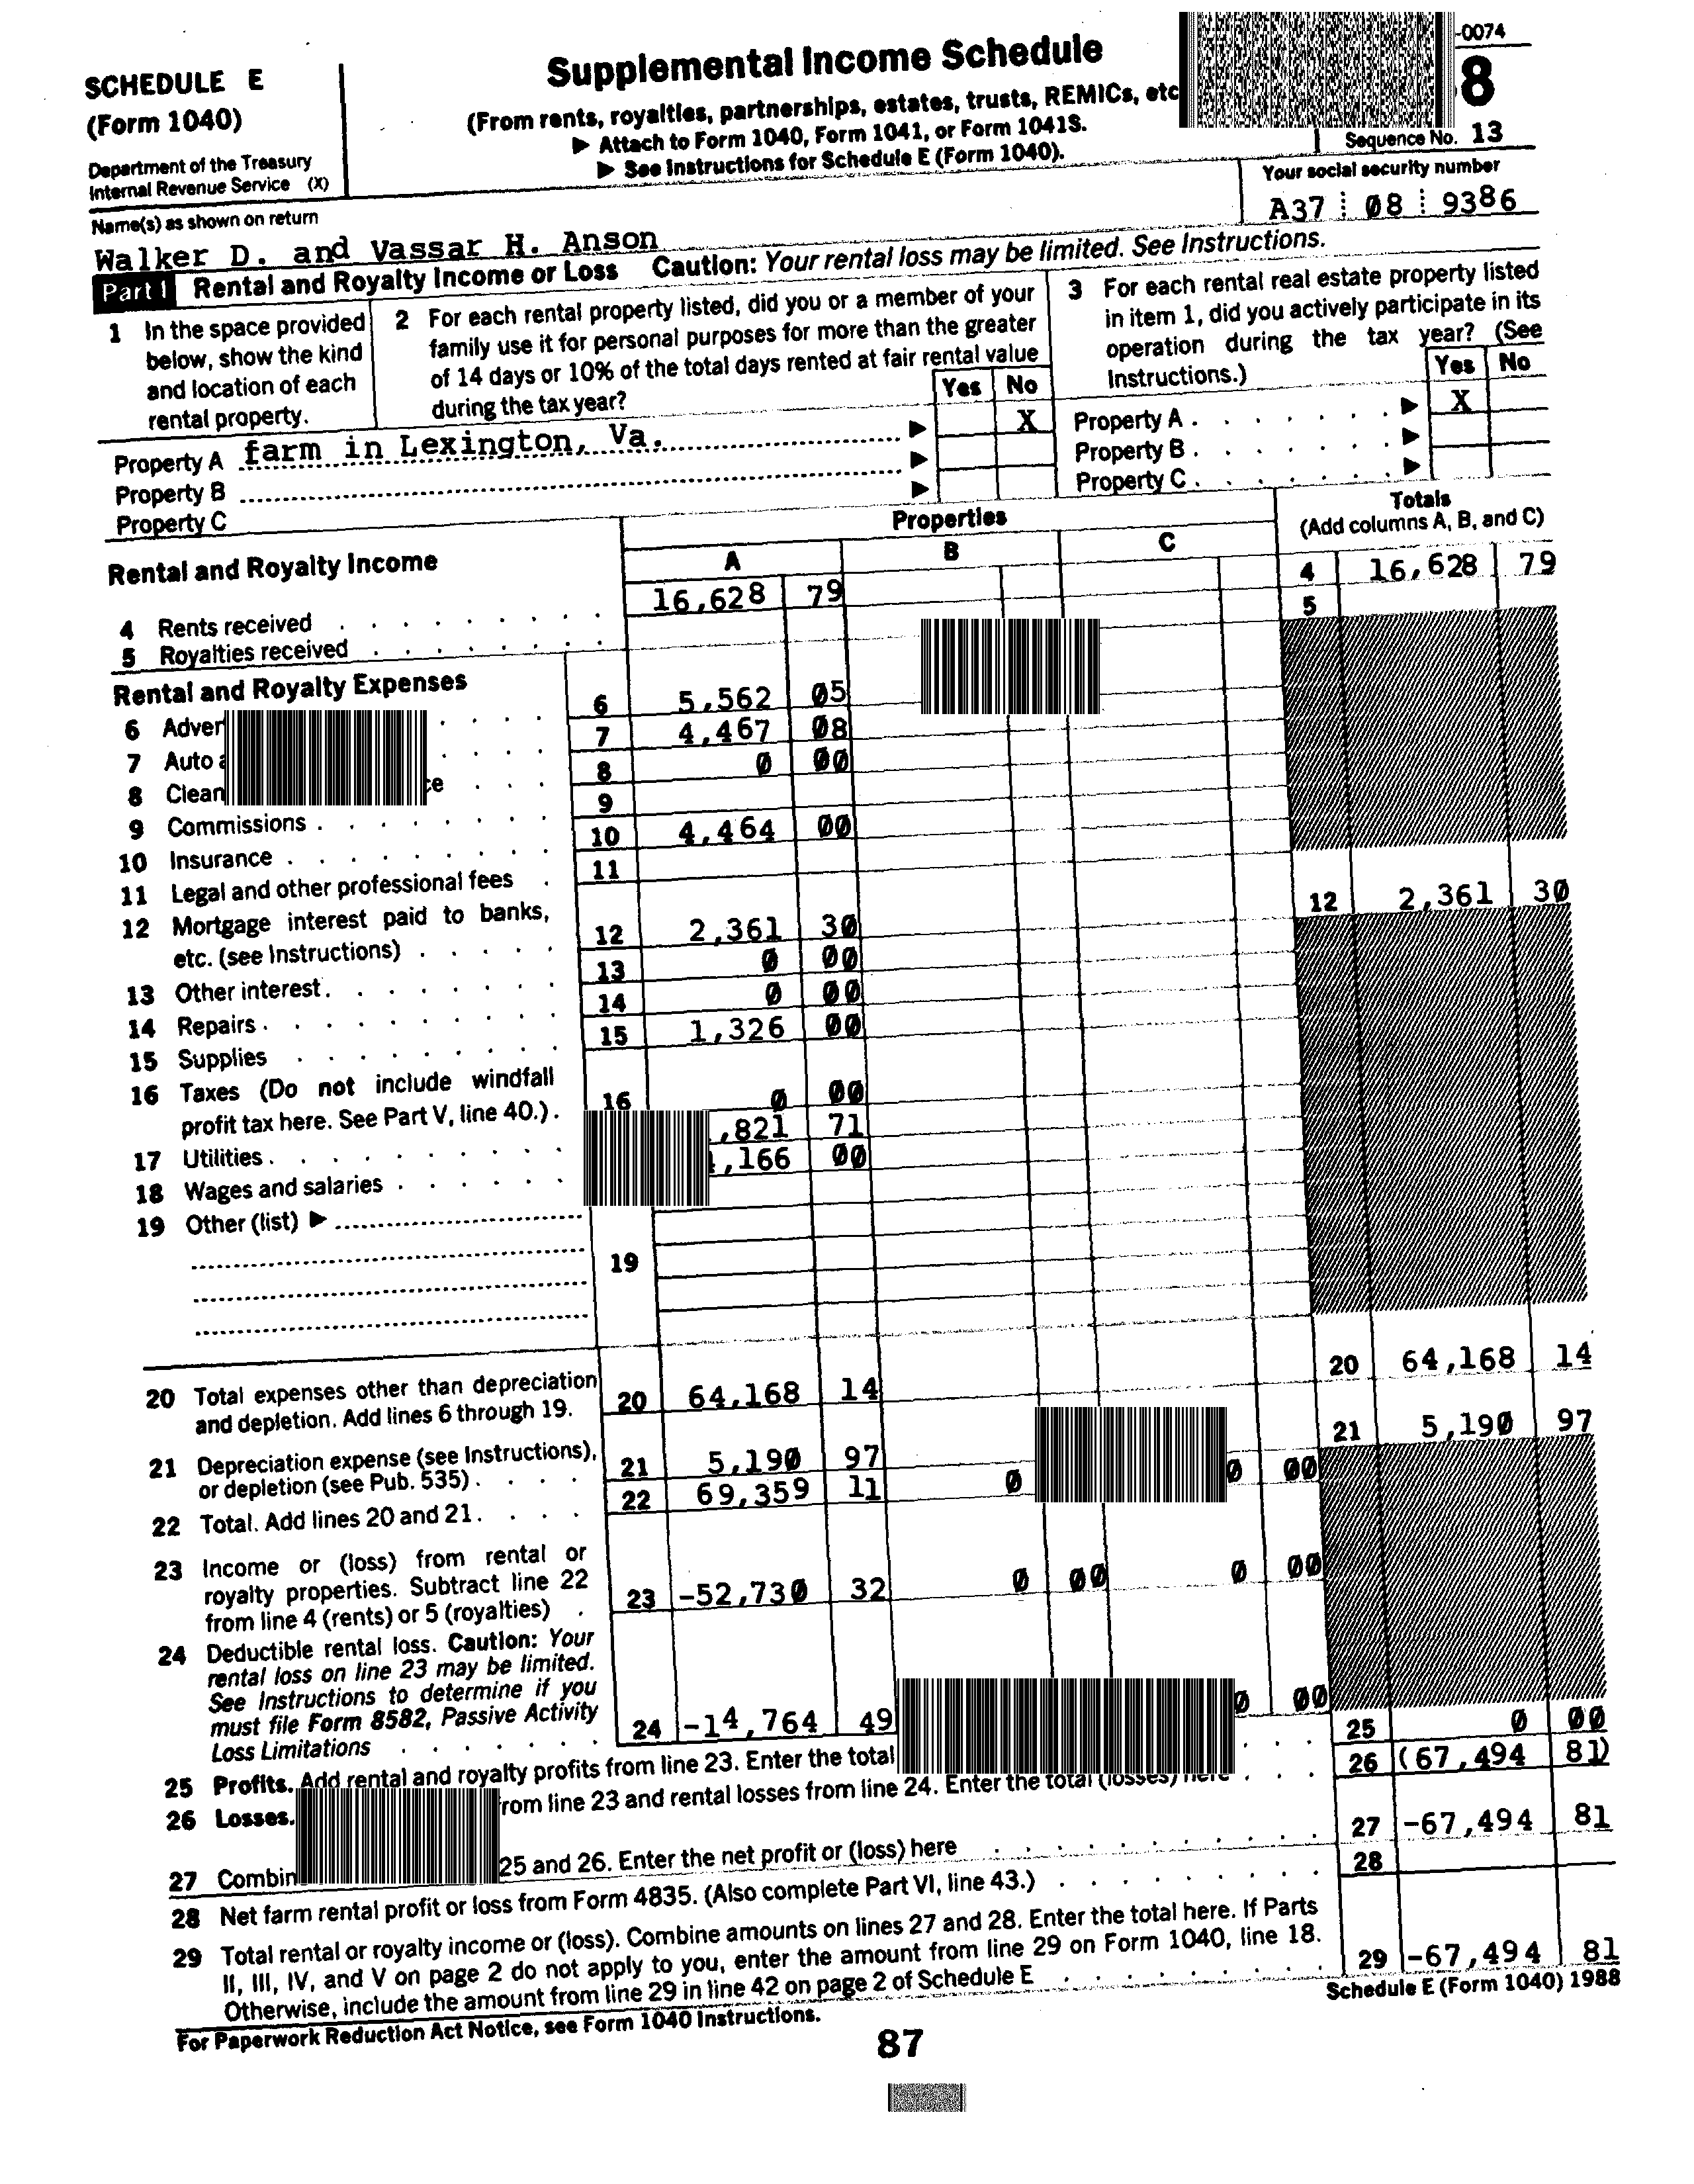 SCHEDULE E
(Form 1040)
Department of the Treasury
Internal Revenue Service (X)
Supplemental Income Schedule
(From rents, royalties, partnerships, estates, trusts, REMICs, etc
▶ Attach to Form 1040, Form 1041, or Form 1041S.
▶ See Instructions for Schedule E (Form 1040).
-0074
8
Sequence No. 13
Name(s) as shown on return
Walker D. and Vassar H. Anson
Your social security number
A37 08 9386
Part I Rental and Royalty Income or Loss Caution: Your rental loss may be limited. See Instructions.
1 In the space provided
below, show the kind
and location of each
rental property.
2 For each rental property listed, did you or a member of your
family use it for personal purposes for more than the greater
of 14 days or 10% of the total days rented at fair rental value
during the tax year?
Yes No
3 For each rental real estate property listed
in item 1, did you actively participate in its
operation during the tax year? (See
Instructions.)
Yes No
Property A farm in Lexington, Va. ▶ X
Property B ▶
Property C ▶
Property A ▶ X
Property B ▶
Property C ▶
Rental and Royalty Income
Properties
A B C
Totals
(Add columns A, B, and C)
4 Rents received 16,628 79 4 16,628 79
5 Royalties received 5
Rental and Royalty Expenses
6 6 5,562 05
7 Auto 7 4,467 08
8 8 0 00
9 Commissions 9
10 Insurance 10 4,464 00
11 Legal and other professional fees 11
12 Mortgage interest paid to banks,
etc. (see Instructions) 12 2,361 30 12 2,361 30
13 Other interest 13 0 00
14 Repairs 14 0 00
15 Supplies 15 1,326 00
16 Taxes (Do not include windfall
profit tax here. See Part V, line 40.) 16 0 00
17 Utilities ,821 71
18 Wages and salaries ,166 00
19 Other (list) ▶ 19
20 Total expenses other than depreciation
and depletion. Add lines 6 through 19. 20 64,168 14 20 64,168 14
21 Depreciation expense (see Instructions),
or depletion (see Pub. 535) 21 5,190 97 21 5,190 97
22 Total. Add lines 20 and 21 22 69,359 11 0 0 00
23 Income or (loss) from rental or
royalty properties. Subtract line 22
from line 4 (rents) or 5 (royalties) 23 -52,730 32 0 00 0 00
24 Deductible rental loss. Caution: Your
rental loss on line 23 may be limited.
See Instructions to determine if you
must file Form 8582, Passive Activity
Loss Limitations 24 -14,764 49 0 00
25 Profits. Add rental and royalty profits from line 23. Enter the total 25 0 00
26 Losses. from line 23 and rental losses from line 24. Enter the total (losses) here 26 (67,494 81)
27 25 and 26. Enter the net profit or (loss) here 27 -67,494 81
28 Net farm rental profit or loss from Form 4835. (Also complete Part VI, line 43.) 28
29 Total rental or royalty income or (loss). Combine amounts on lines 27 and 28. Enter the total here. If Parts
II, III, IV, and V on page 2 do not apply to you, enter the amount from line 29 on Form 1040, line 18.
Otherwise, include the amount from line 29 in line 42 on page 2 of Schedule E 29 -67,494 81
For Paperwork Reduction Act Notice, see Form 1040 Instructions.
Schedule E (Form 1040) 1988
87